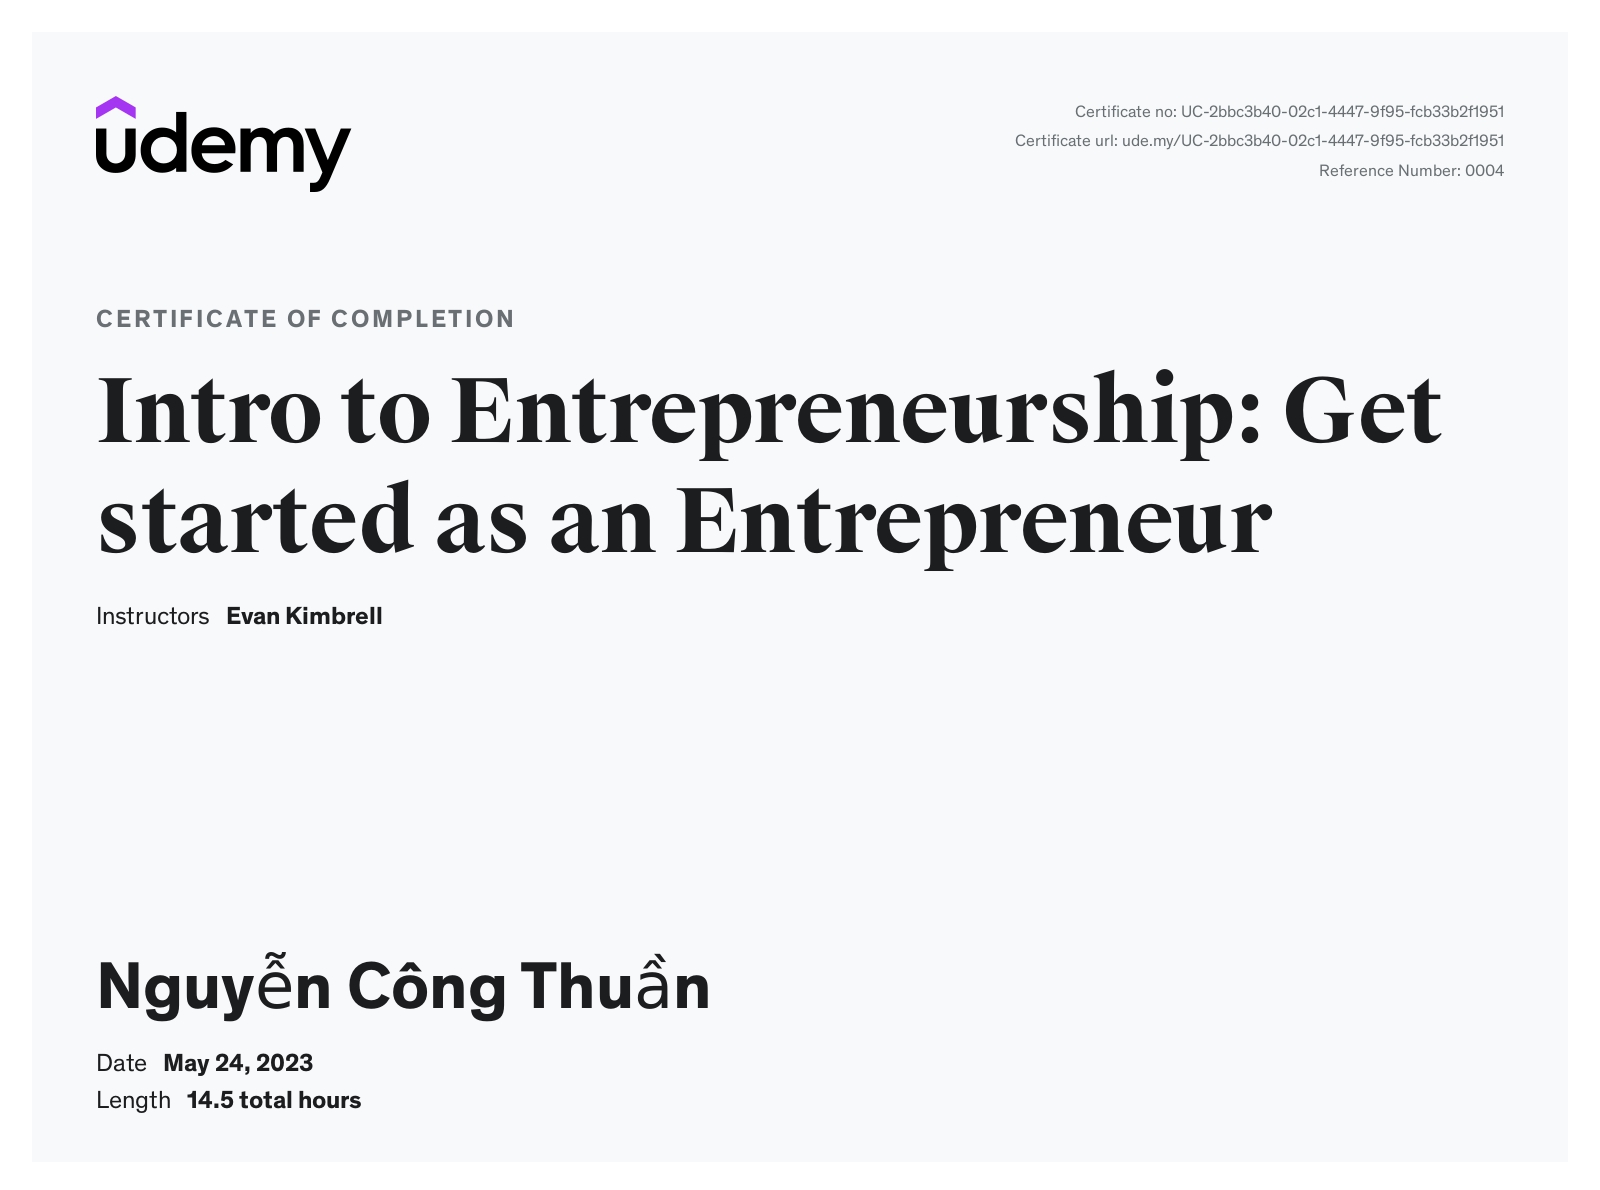 udemy
Certificate no: UC-2bbc3b40-02c1-4447-9f95-fcb33b2f1951
Certificate url: ude.my/UC-2bbc3b40-02c1-4447-9f95-fcb33b2f1951
Reference Number: 0004
CERTIFICATE OF COMPLETION
Intro to Entrepreneurship: Get
started as an Entrepreneur
Instructors Evan Kimbrell
Nguyễn Công Thuần
Date May 24, 2023
Length 14.5 total hours